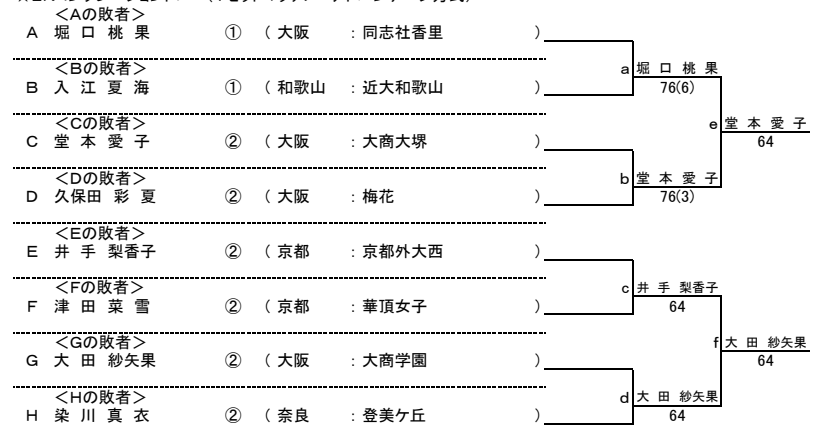 <Aの敗者>
A 堀 口 桃 果 ① ( 大阪 : 同志社香里 )
<Bの敗者>
B 入 江 夏 海 ① ( 和歌山 : 近大和歌山 )
<Cの敗者>
C 堂 本 愛 子 ② ( 大阪 : 大商大堺 )
<Dの敗者>
D 久保田 彩 夏 ② ( 大阪 : 梅花 )
<Eの敗者>
E 井 手 梨香子 ② ( 京都 : 京都外大西 )
<Fの敗者>
F 津 田 菜 雪 ② ( 京都 : 華頂女子 )
<Gの敗者>
G 大 田 紗矢果 ② ( 大阪 : 大商学園 )
<Hの敗者>
H 染 川 真 衣 ② ( 奈良 : 登美ケ丘 )
a 堀 口 桃 果
76(6)
b 堂 本 愛 子
76(3)
c 井 手 梨香子
64
d 大 田 紗矢果
64
e 堂 本 愛 子
64
f 大 田 紗矢果
64